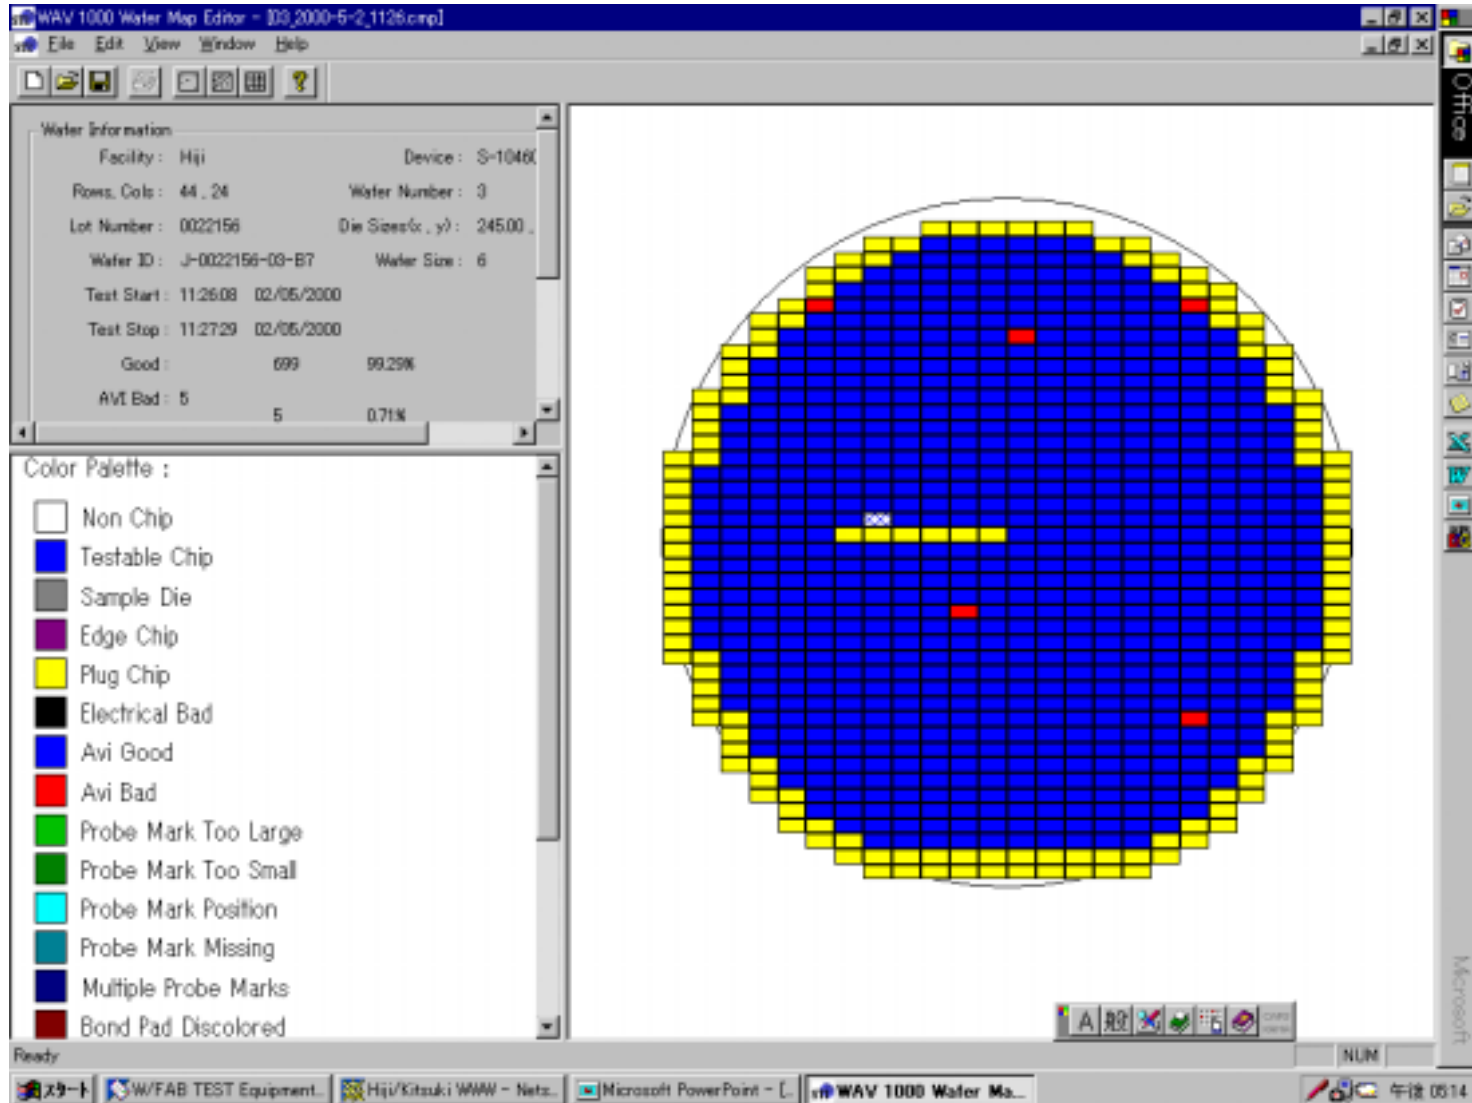 WAV 1000 Wafer Map Editor - [03_2000-5-2_1126.cmp]
File Edit View Window Help
Office
Wafer Information
Facility : Hiji Device : S-10460
Rows, Cols : 44 , 24 Wafer Number : 3
Lot Number : 0022156 Die Sizes(x , y) : 245.00 ,
Wafer ID : J-0022156-03-B7 Wafer Size : 6
Test Start : 11:26:08 02/05/2000
Test Stop : 11:27:29 02/05/2000
Good : 699 99.29%
AVI Bad : 5
5 0.71%
Color Palette :
Non Chip
Testable Chip
Sample Die
Edge Chip
Plug Chip
Electrical Bad
Avi Good
Avi Bad
Probe Mark Too Large
Probe Mark Too Small
Probe Mark Position
Probe Mark Missing
Multiple Probe Marks
Bond Pad Discolored
A 般
Microsoft
Ready NUM
スタート W/FAB TEST Equipment... Hiji/Kitsuki WWW - Nets... Microsoft PowerPoint - [... WAV 1000 Wafer Ma... 午後 05:14